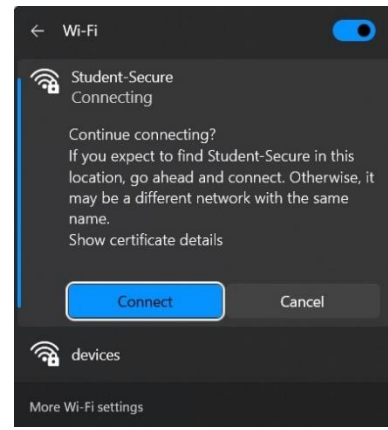 Wi-Fi
Student-Secure
Connecting
Continue connecting?
If you expect to find Student-Secure in this
location, go ahead and connect. Otherwise, it
may be a different network with the same
name.
Show certificate details
Connect Cancel
devices
More Wi-Fi settings